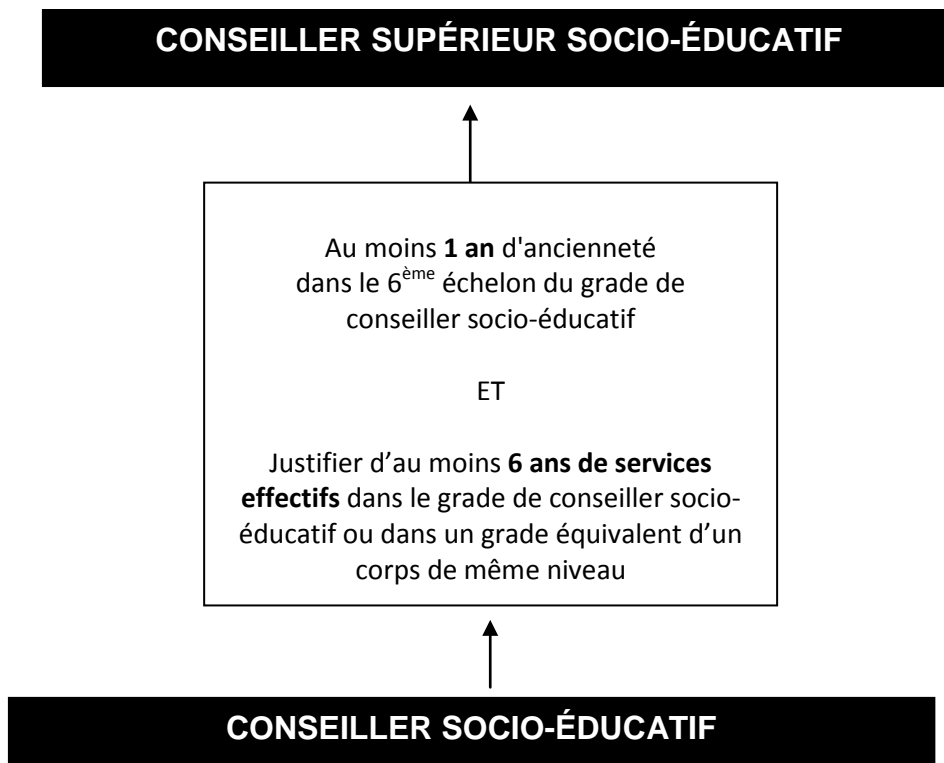 CONSEILLER SUPÉRIEUR SOCIO-ÉDUCATIF
Au moins 1 an d'ancienneté
dans le 6ème échelon du grade de
conseiller socio-éducatif
ET
Justifier d’au moins 6 ans de services
effectifs dans le grade de conseiller socio-
éducatif ou dans un grade équivalent d’un
corps de même niveau
CONSEILLER SOCIO-ÉDUCATIF